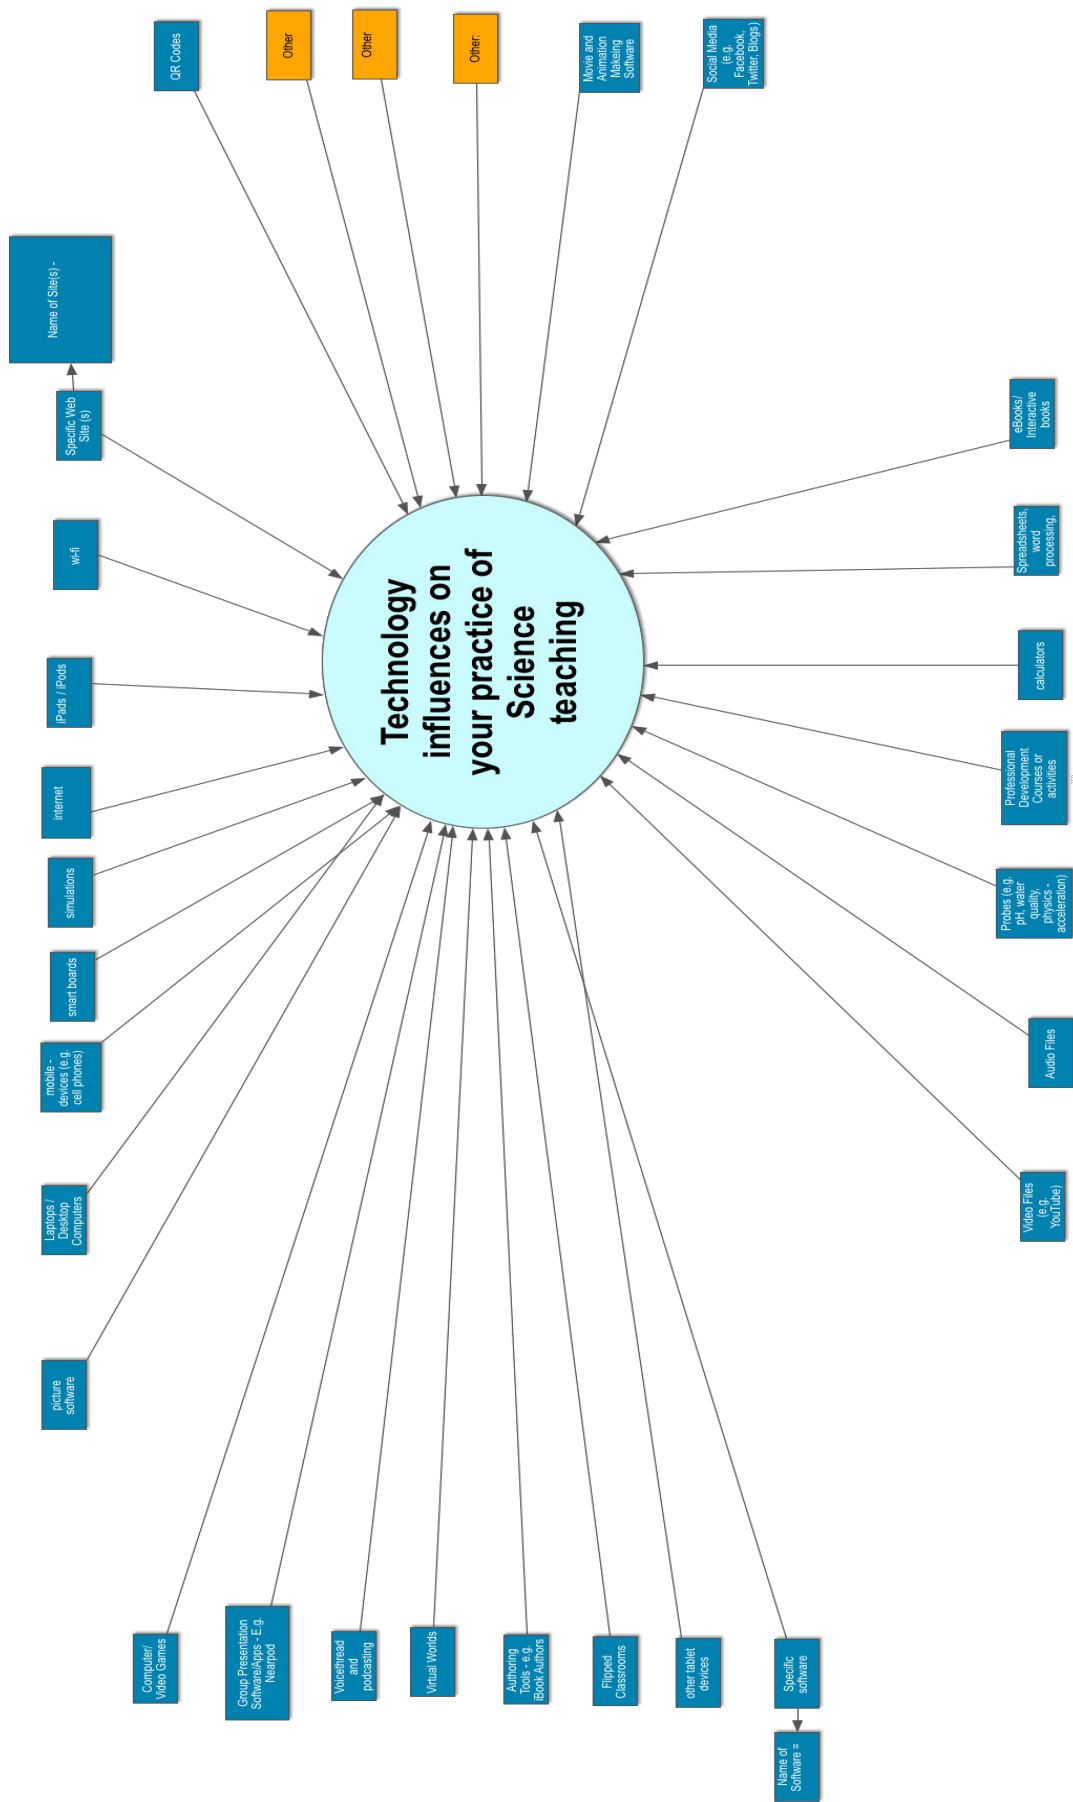 Name of Site(s) -
Specific Web
Site (s)
wi-fi
iPads / iPods
internet
simulations
smart boards
mobile -
devices (e.g.
cell phones)
Laptops /
Desktop
Computers
picture
software
QR Codes
Other
Other
Other:
Movie and
Animation
Makeing
Software
Social Media
(e.g.
Facebook,
Twitter, Blogs)
Technology
influences on
your practice of
Science
teaching
Computer/
Video Games
Group Presentation
Software/Apps - E.g.
Nearpod
Voicethread
and
podcasting
Virtual Worlds
Authoring
Tools - e.g.
iBook Authors
Flipped
Classrooms
other tablet
devices
Specific
software
Name of
Software =
Video Files
(e.g.
YouTube)
Audio Files
Probes (e.g.
pH, water
quality,
physics -
acceleration)
Professional
Development
Courses or
activities
calculators
Spreadsheets,
word
processing,
eBooks/
Interactive
books